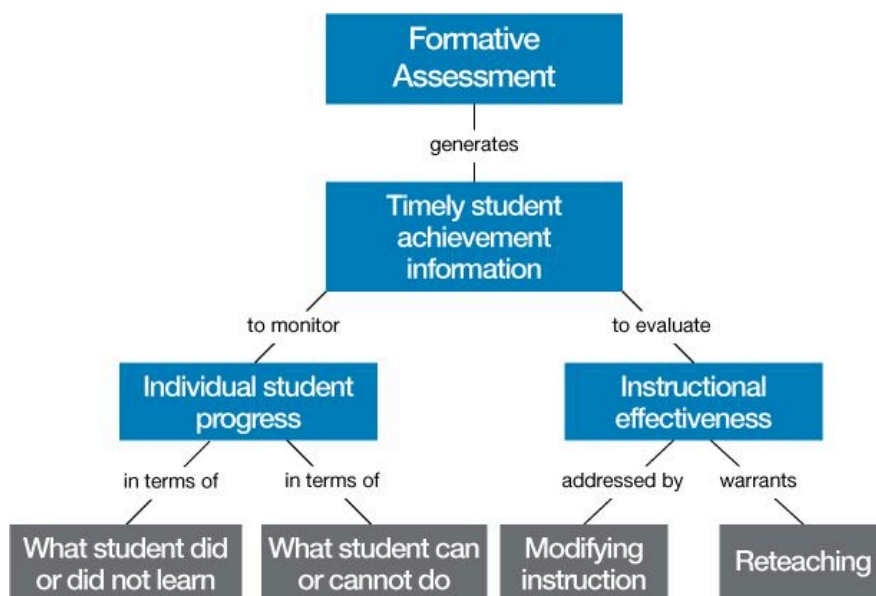 Formative
Assessment
generates
Timely student
achievement
information
to monitor
to evaluate
Individual student
progress
Instructional
effectiveness
in terms of
in terms of
addressed by
warrants
What student did
or did not learn
What student can
or cannot do
Modifying
instruction
Reteaching